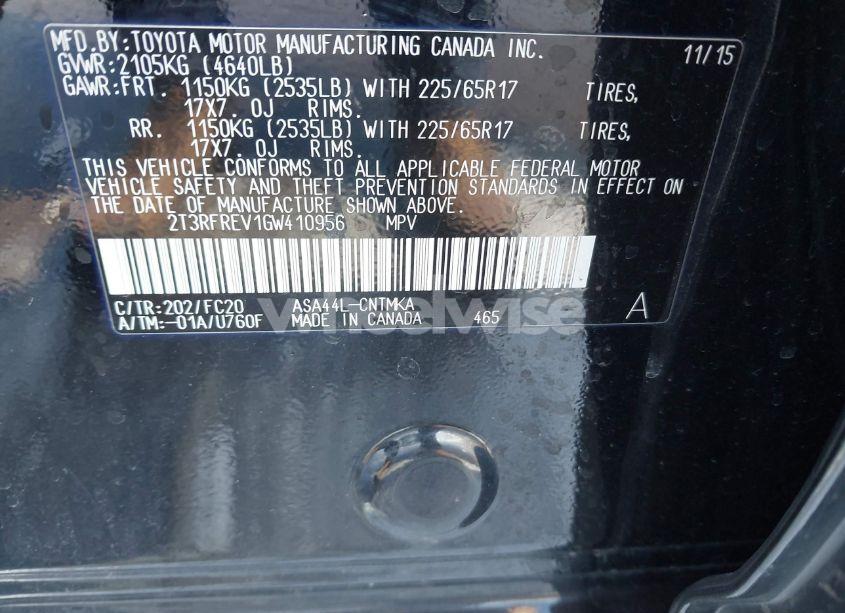 MFD.BY:TOYOTA MOTOR MANUFACTURING CANADA INC. 11/15
GVWR:2105KG (4640LB)
GAWR:FRT. 1150KG (2535LB) WITH 225/65R17 TIRES,
17X7. OJ RIMS.
RR. 1150KG (2535LB) WITH 225/65R17 TIRES,
17X7. OJ RIMS.
THIS VEHICLE CONFORMS TO ALL APPLICABLE FEDERAL MOTOR
VEHICLE SAFETY AND THEFT PREVENTION STANDARDS IN EFFECT ON
THE DATE OF MANUFACTURE SHOWN ABOVE.
2T3RFREV1GW410956 MPV
C/TR:202/FC20 ASA44L-CNTMKA A
A/TM:-01A/U760F MADE IN CANADA 465
wheelwise